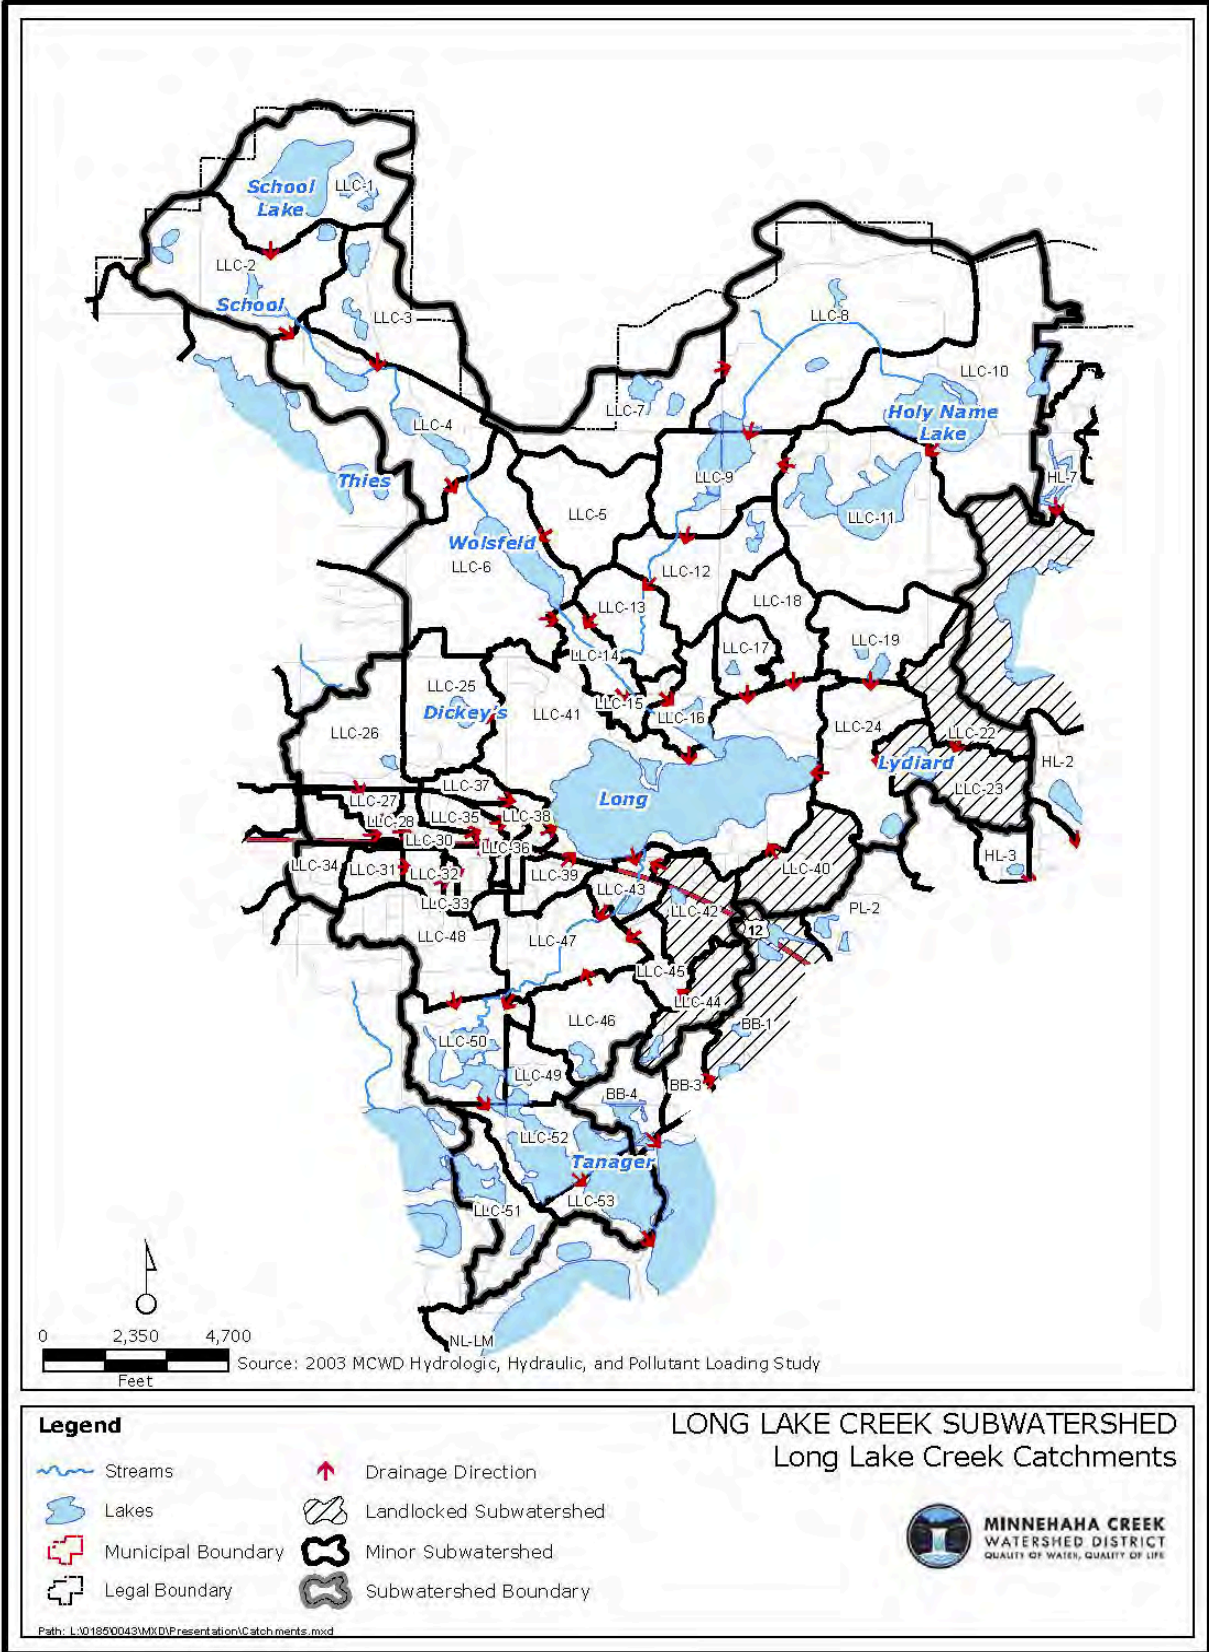 School
Lake
LLC-1
LLC-2
School
LLC-3
LLC-8
LLC-10
LLC-7
Holy Name
Lake
LLC-4
LLC-9
HL-7
Thies
LLC-5
LLC-11
Wolsfeld
LLC-6
LLC-12
LLC-18
LLC-13
LLC-19
LLC-17
LLC-14
LLC-25
LLC-15
Dickey's
LLC-41
LLC-16
LLC-26
LLC-24
LLC-22
Lydiard
HL-2
LLC-37
LLC-23
LLC-27
Long
LLC-28
LLC-35
LLC-38
LLC-30
LLC-36
HL-3
LLC-34
LLC-31
LLC-32
LLC-39
LLC-40
LLC-43
LLC-33
LLC-42
PL-2
12
LLC-48
LLC-47
LLC-45
LLC-44
LLC-46
BB-1
LLC-50
LLC-49
BB-3
BB-4
LLC-52
Tanager
LLC-53
LLC-51
NL-LM
0 2,350 4,700
Feet
Source: 2003 MCWD Hydrologic, Hydraulic, and Pollutant Loading Study
LONG LAKE CREEK SUBWATERSHED
Long Lake Creek Catchments
Legend
Streams
Lakes
Municipal Boundary
Legal Boundary
Drainage Direction
Landlocked Subwatershed
Minor Subwatershed
Subwatershed Boundary
MINNEHAHA CREEK
WATERSHED DISTRICT
QUALITY OF WATER, QUALITY OF LIFE
Path: L:\0185\0043\MXD\Presentation\Catchments.mxd